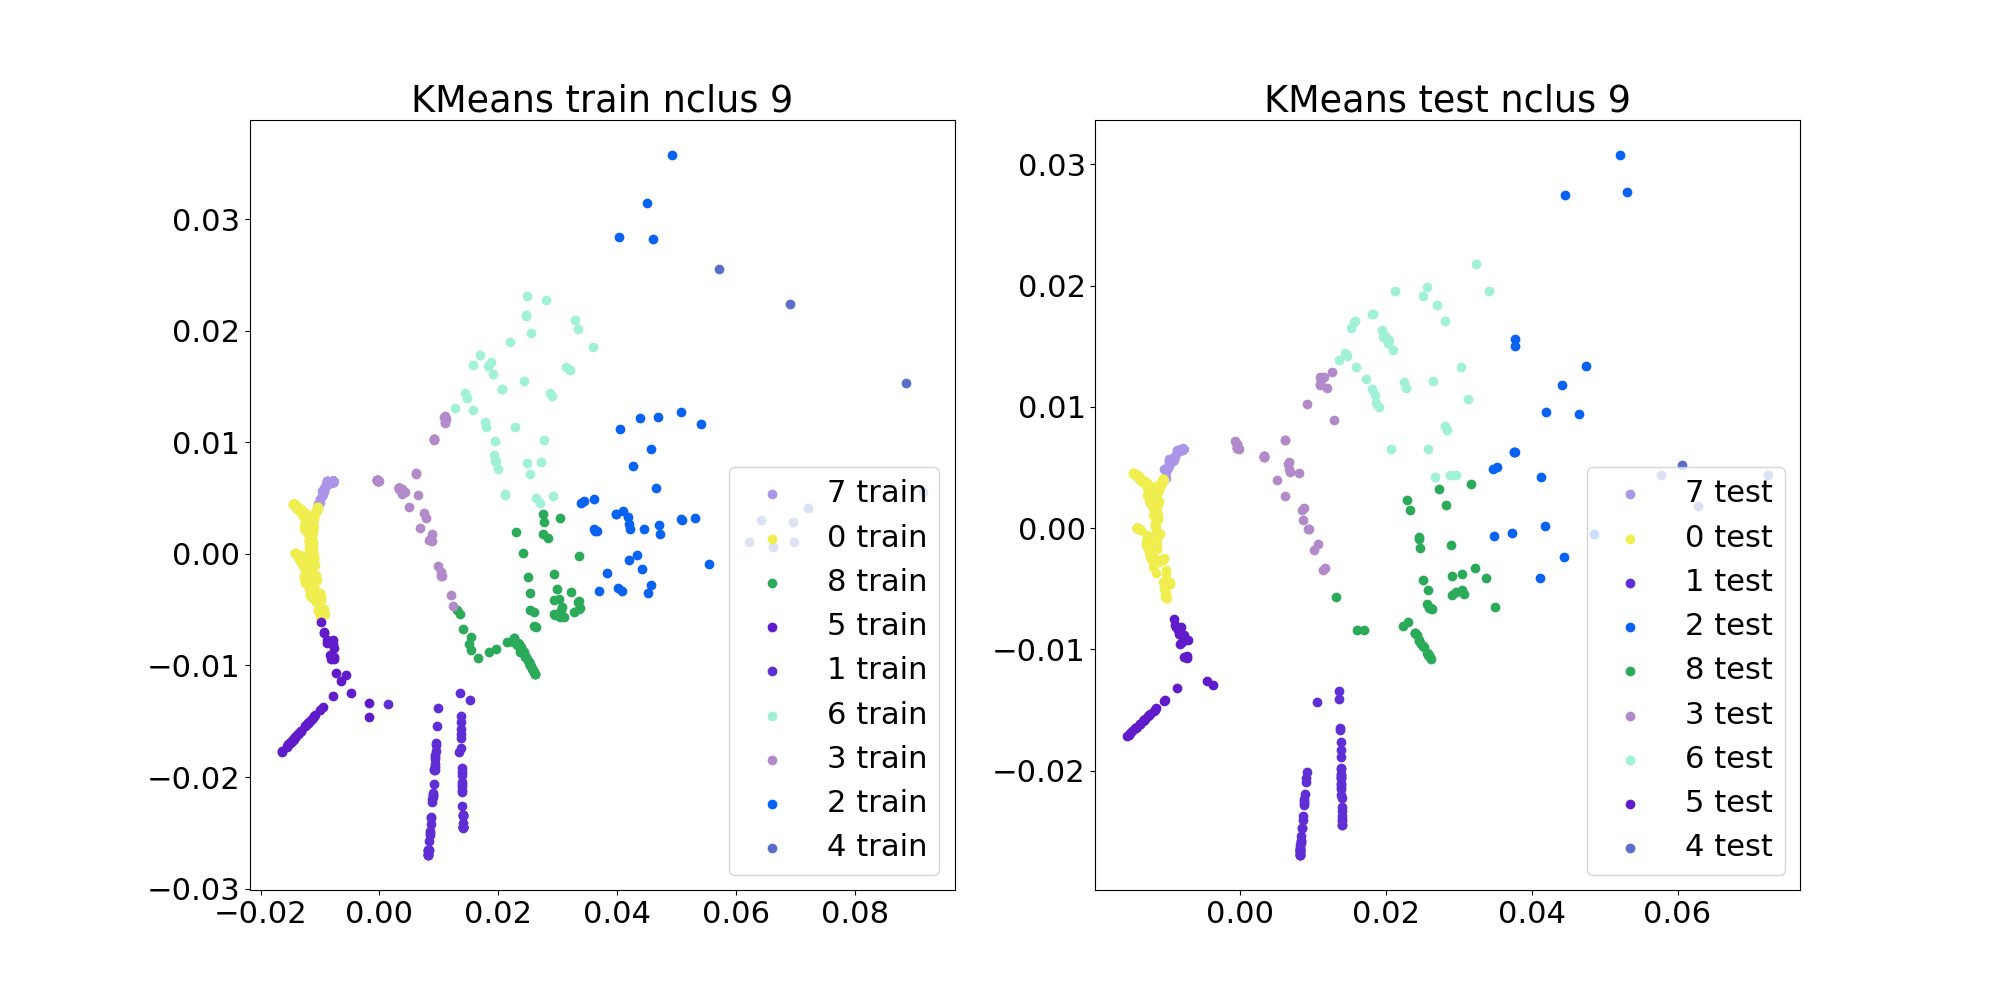 KMeans train nclus 9
0.03
0.02
0.01
0.00
−0.01
−0.02
−0.03
−0.02 0.00 0.02 0.04 0.06 0.08
7 train
0 train
8 train
5 train
1 train
6 train
3 train
2 train
4 train
KMeans test nclus 9
0.03
0.02
0.01
0.00
−0.01
−0.02
0.00 0.02 0.04 0.06
7 test
0 test
1 test
2 test
8 test
3 test
6 test
5 test
4 test